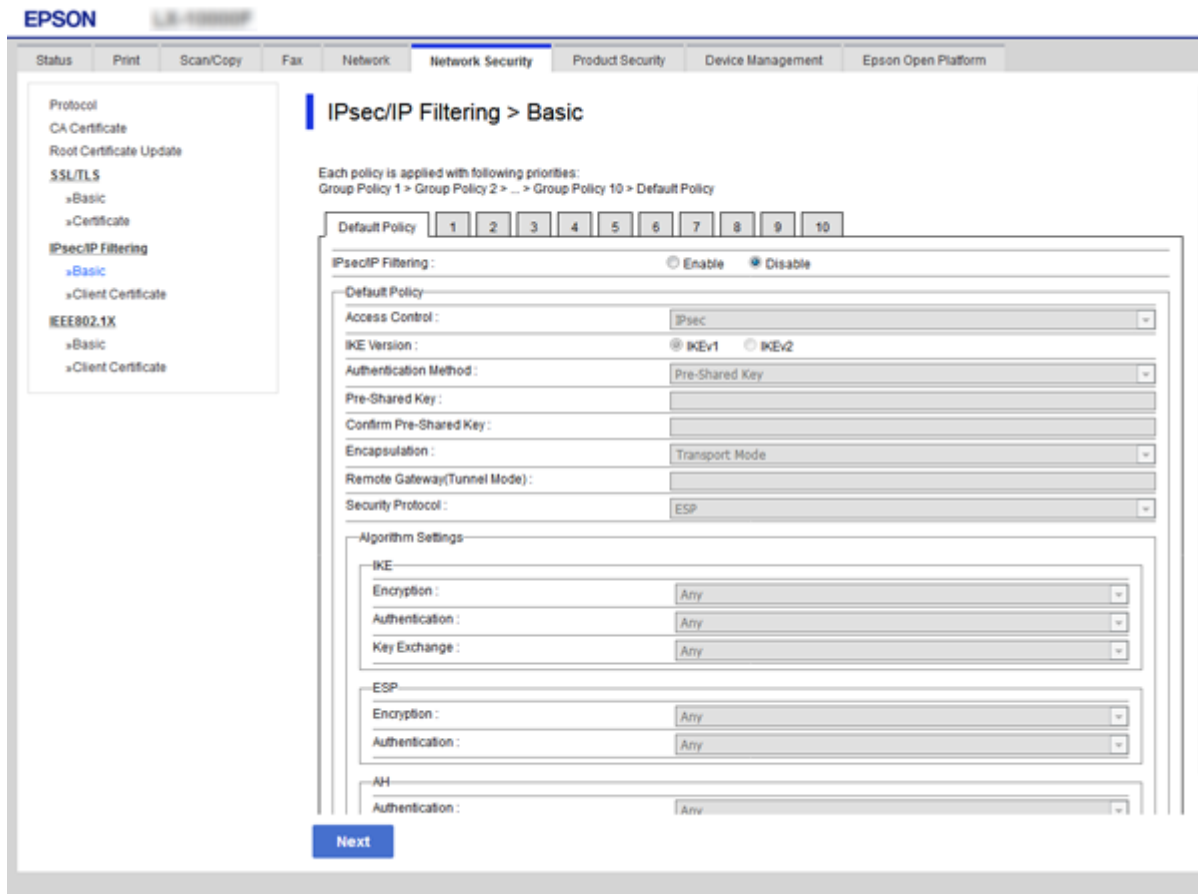 EPSON
Status Print Scan/Copy Fax Network Network Security Product Security Device Management Epson Open Platform
Protocol
CA Certificate
Root Certificate Update
SSL/TLS
»Basic
»Certificate
IPsec/IP Filtering
»Basic
»Client Certificate
IEEE802.1X
»Basic
»Client Certificate
IPsec/IP Filtering > Basic
Each policy is applied with following priorities:
Group Policy 1 > Group Policy 2 > ... > Group Policy 10 > Default Policy
Default Policy 1 2 3 4 5 6 7 8 9 10
IPsec/IP Filtering : Enable Disable
Default Policy
Access Control : IPsec
IKE Version : IKEv1 IKEv2
Authentication Method : Pre-Shared Key
Pre-Shared Key :
Confirm Pre-Shared Key :
Encapsulation : Transport Mode
Remote Gateway(Tunnel Mode) :
Security Protocol : ESP
Algorithm Settings
IKE
Encryption : Any
Authentication : Any
Key Exchange : Any
ESP
Encryption : Any
Authentication : Any
AH
Authentication : Any
Next